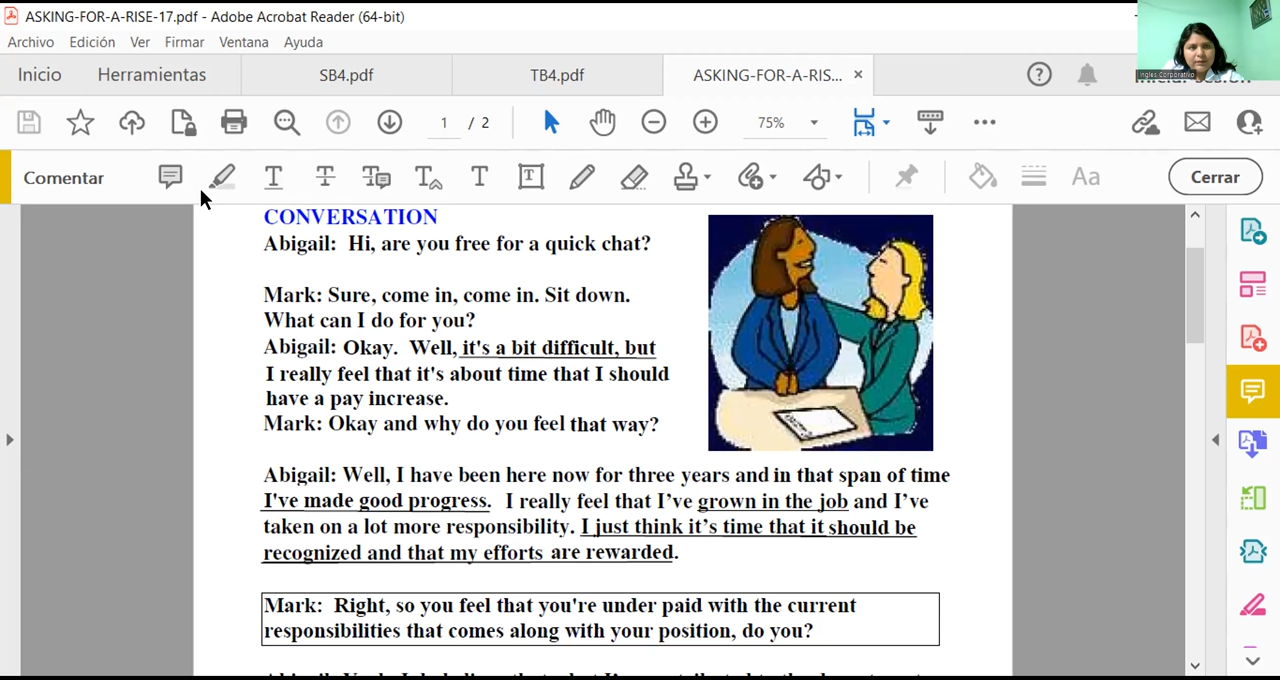 ASKING-FOR-A-RISE-17.pdf - Adobe Acrobat Reader (64-bit)
Archivo Edición Ver Firmar Ventana Ayuda
Inicio Herramientas SB4.pdf TB4.pdf ASKING-FOR-A-RIS... ×
Ingles Corporativo
1 / 2 75%
Comentar Aa Cerrar
CONVERSATION
Abigail: Hi, are you free for a quick chat?
Mark: Sure, come in, come in. Sit down.
What can I do for you?
Abigail: Okay. Well, it's a bit difficult, but
I really feel that it's about time that I should
have a pay increase.
Mark: Okay and why do you feel that way?
Abigail: Well, I have been here now for three years and in that span of time
I've made good progress. I really feel that I've grown in the job and I've
taken on a lot more responsibility. I just think it's time that it should be
recognized and that my efforts are rewarded.
Mark: Right, so you feel that you're under paid with the current
responsibilities that comes along with your position, do you?